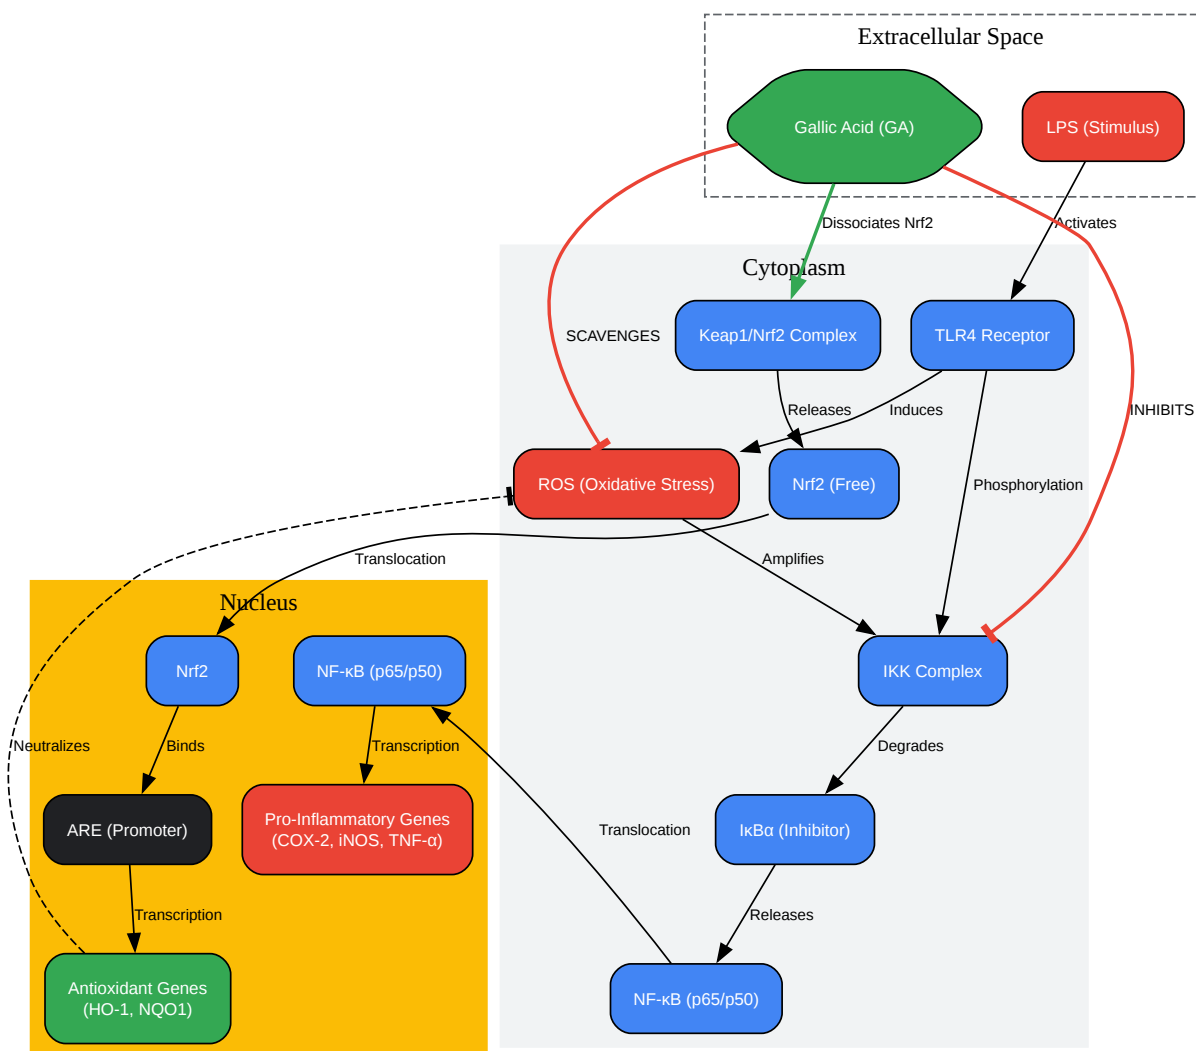 Extracellular Space
Gallic Acid (GA)
LPS (Stimulus)
Dissociates Nrf2
Activates
Cytoplasm
SCAVENGES
Keap1/Nrf2 Complex
TLR4 Receptor
Releases
Induces
INHIBITS
ROS (Oxidative Stress)
Nrf2 (Free)
Phosphorylation
Translocation
Amplifies
Nucleus
Nrf2
NF-κB (p65/p50)
IKK Complex
Neutralizes
Binds
Transcription
Degrades
ARE (Promoter)
Pro-Inflammatory Genes
(COX-2, iNOS, TNF-α)
Translocation
IκBα (Inhibitor)
Transcription
Releases
Antioxidant Genes
(HO-1, NQO1)
NF-κB (p65/p50)